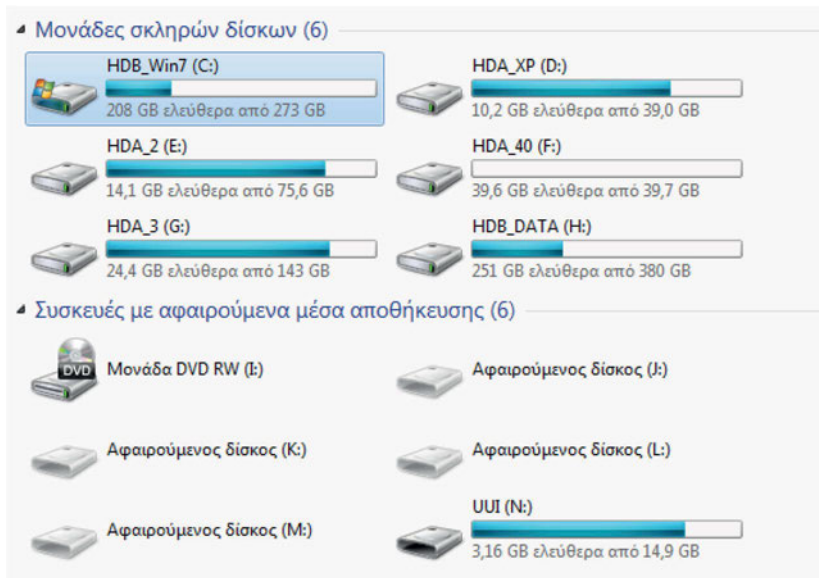 Μονάδες σκληρών δίσκων (6)
HDB_Win7 (C:)
208 GB ελεύθερα από 273 GB
HDA_XP (D:)
10,2 GB ελεύθερα από 39,0 GB
HDA_2 (E:)
14,1 GB ελεύθερα από 75,6 GB
HDA_40 (F:)
39,6 GB ελεύθερα από 39,7 GB
HDA_3 (G:)
24,4 GB ελεύθερα από 143 GB
HDB_DATA (H:)
251 GB ελεύθερα από 380 GB
Συσκευές με αφαιρούμενα μέσα αποθήκευσης (6)
DVD
Μονάδα DVD RW (I:)
Αφαιρούμενος δίσκος (J:)
Αφαιρούμενος δίσκος (K:)
Αφαιρούμενος δίσκος (L:)
Αφαιρούμενος δίσκος (M:)
UUI (N:)
3,16 GB ελεύθερα από 14,9 GB